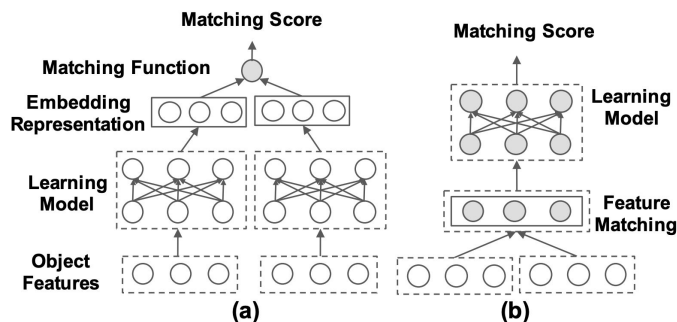 Matching Score
Matching Function
Embedding
Representation
Learning
Model
Object
Features
(a)
Matching Score
Learning
Model
Feature
Matching
(b)